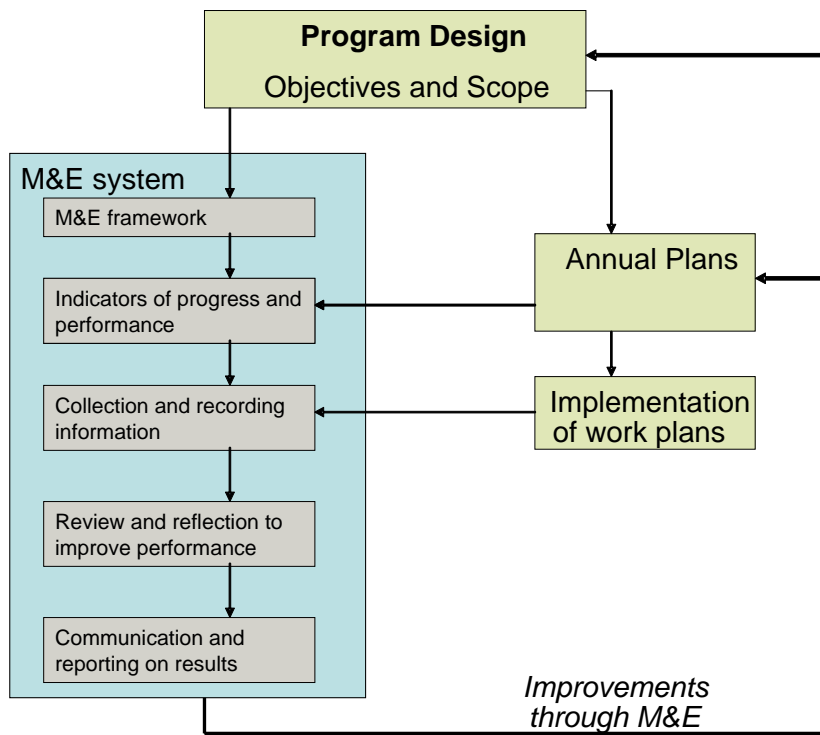 Program Design
Objectives and Scope
M&E system
M&E framework
Indicators of progress and
performance
Collection and recording
information
Review and reflection to
improve performance
Communication and
reporting on results
Annual Plans
Implementation
of work plans
Improvements
through M&E